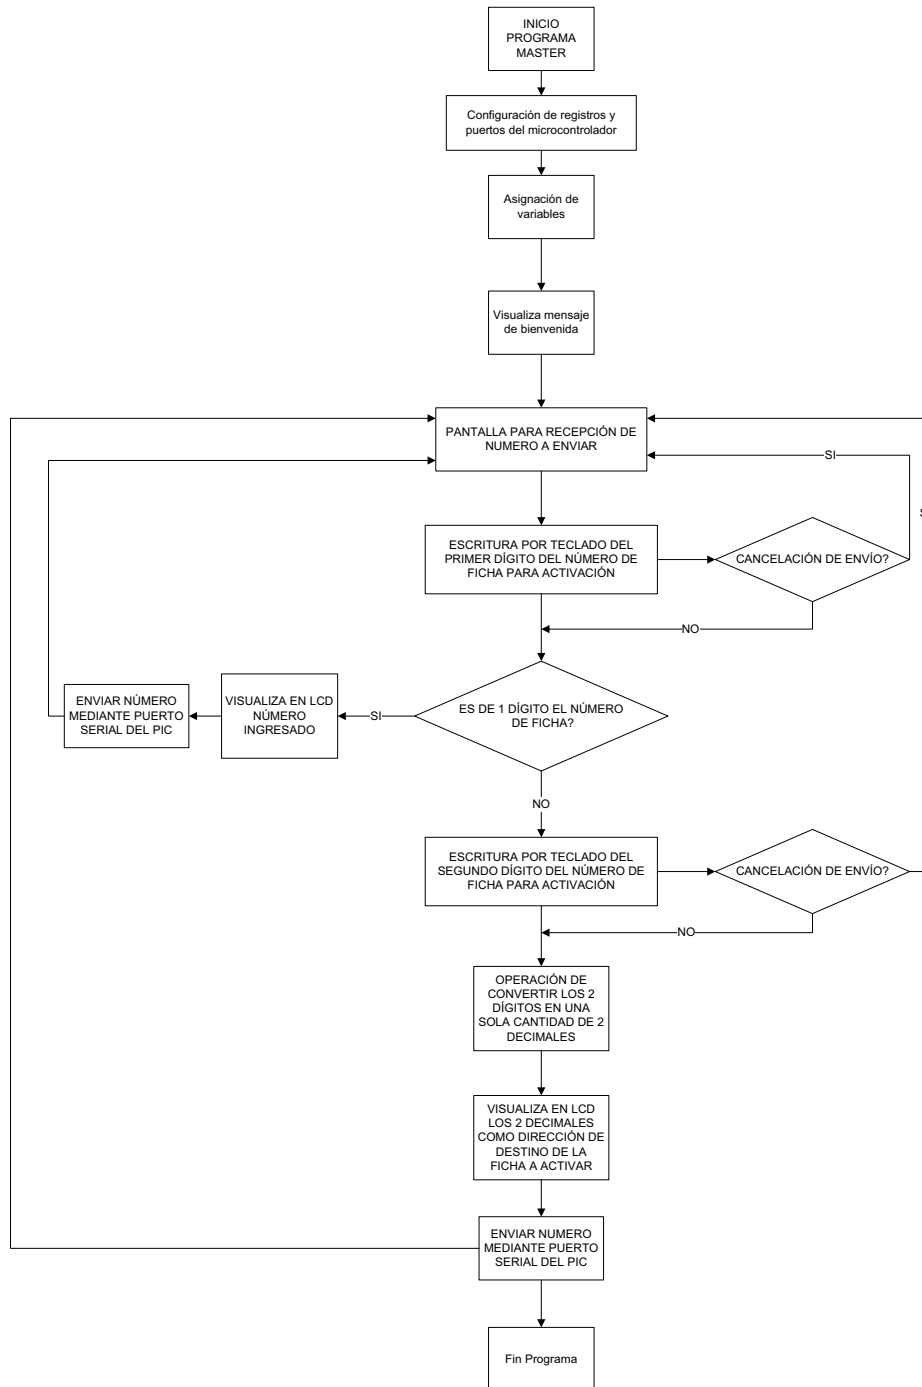 INICIO
PROGRAMA
MASTER
Configuración de registros y
puertos del microcontrolador
Asignación de
variables
Visualiza mensaje
de bienvenida
PANTALLA PARA RECEPCIÓN DE
NUMERO A ENVIAR
SI
ESCRITURA POR TECLADO DEL
PRIMER DÍGITO DEL NÚMERO DE
FICHA PARA ACTIVACIÓN
CANCELACIÓN DE ENVÍO?
NO
ES DE 1 DÍGITO EL NÚMERO
DE FICHA?
SI
VISUALIZA EN LCD
NÚMERO
INGRESADO
ENVIAR NÚMERO
MEDIANTE PUERTO
SERIAL DEL PIC
NO
ESCRITURA POR TECLADO DEL
SEGUNDO DÍGITO DEL NÚMERO DE
FICHA PARA ACTIVACIÓN
CANCELACIÓN DE ENVÍO?
NO
OPERACIÓN DE
CONVERTIR LOS 2
DÍGITOS EN UNA
SOLA CANTIDAD DE 2
DECIMALES
VISUALIZA EN LCD
LOS 2 DECIMALES
COMO DIRECCIÓN DE
DESTINO DE LA
FICHA A ACTIVAR
ENVIAR NUMERO
MEDIANTE PUERTO
SERIAL DEL PIC
Fin Programa